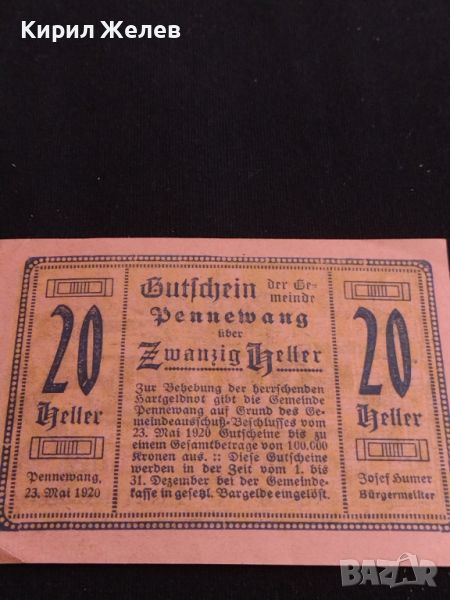 Кирил Желев
Gutschein der Ge-
meinde
Pennewang
über
Zwanzig Heller
20
Heller
20
Heller
Zur Behebung der herrschenden
Hartgeldnot gibt die Gemeinde
Pennewang auf Grund des Ge-
meindeausschuß-Beschlusses vom
23. Mai 1920 Gutscheine bis zu
einem Gesamtbetrage von 100.000
Kronen aus. :: Diese Gutscheine
werden in der Zeit vom 1. bis
31. Dezember bei der Gemeinde-
kasse in gesetzl. Bargelde eingelöst.
Pennewang,
23. Mai 1920
Josef Humer
Bürgermeister
BAZAR